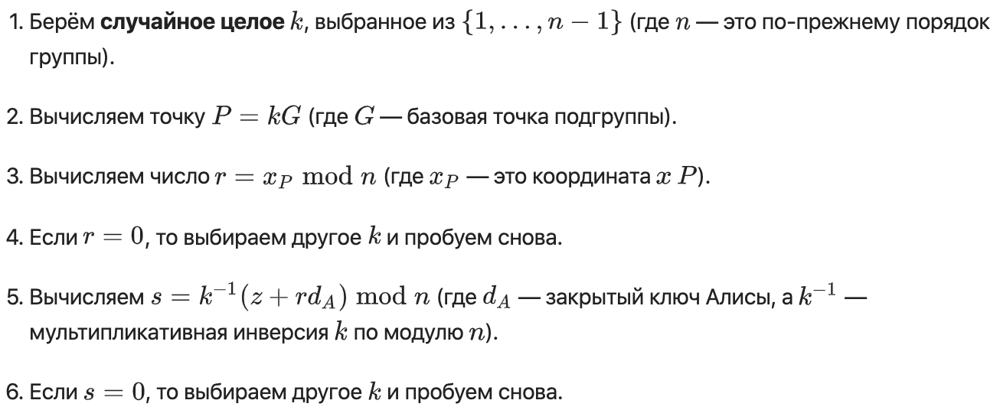 1. Берём случайное целое k, выбранное из {1, . . . , n − 1} (где n — это по-прежнему порядок
группы).
2. Вычисляем точку P = kG (где G — базовая точка подгруппы).
3. Вычисляем число r = x_P mod n (где x_P — это координата x P).
4. Если r = 0, то выбираем другое k и пробуем снова.
5. Вычисляем s = k⁻¹(z + rd_A) mod n (где d_A — закрытый ключ Алисы, а k⁻¹ —
мультипликативная инверсия k по модулю n).
6. Если s = 0, то выбираем другое k и пробуем снова.